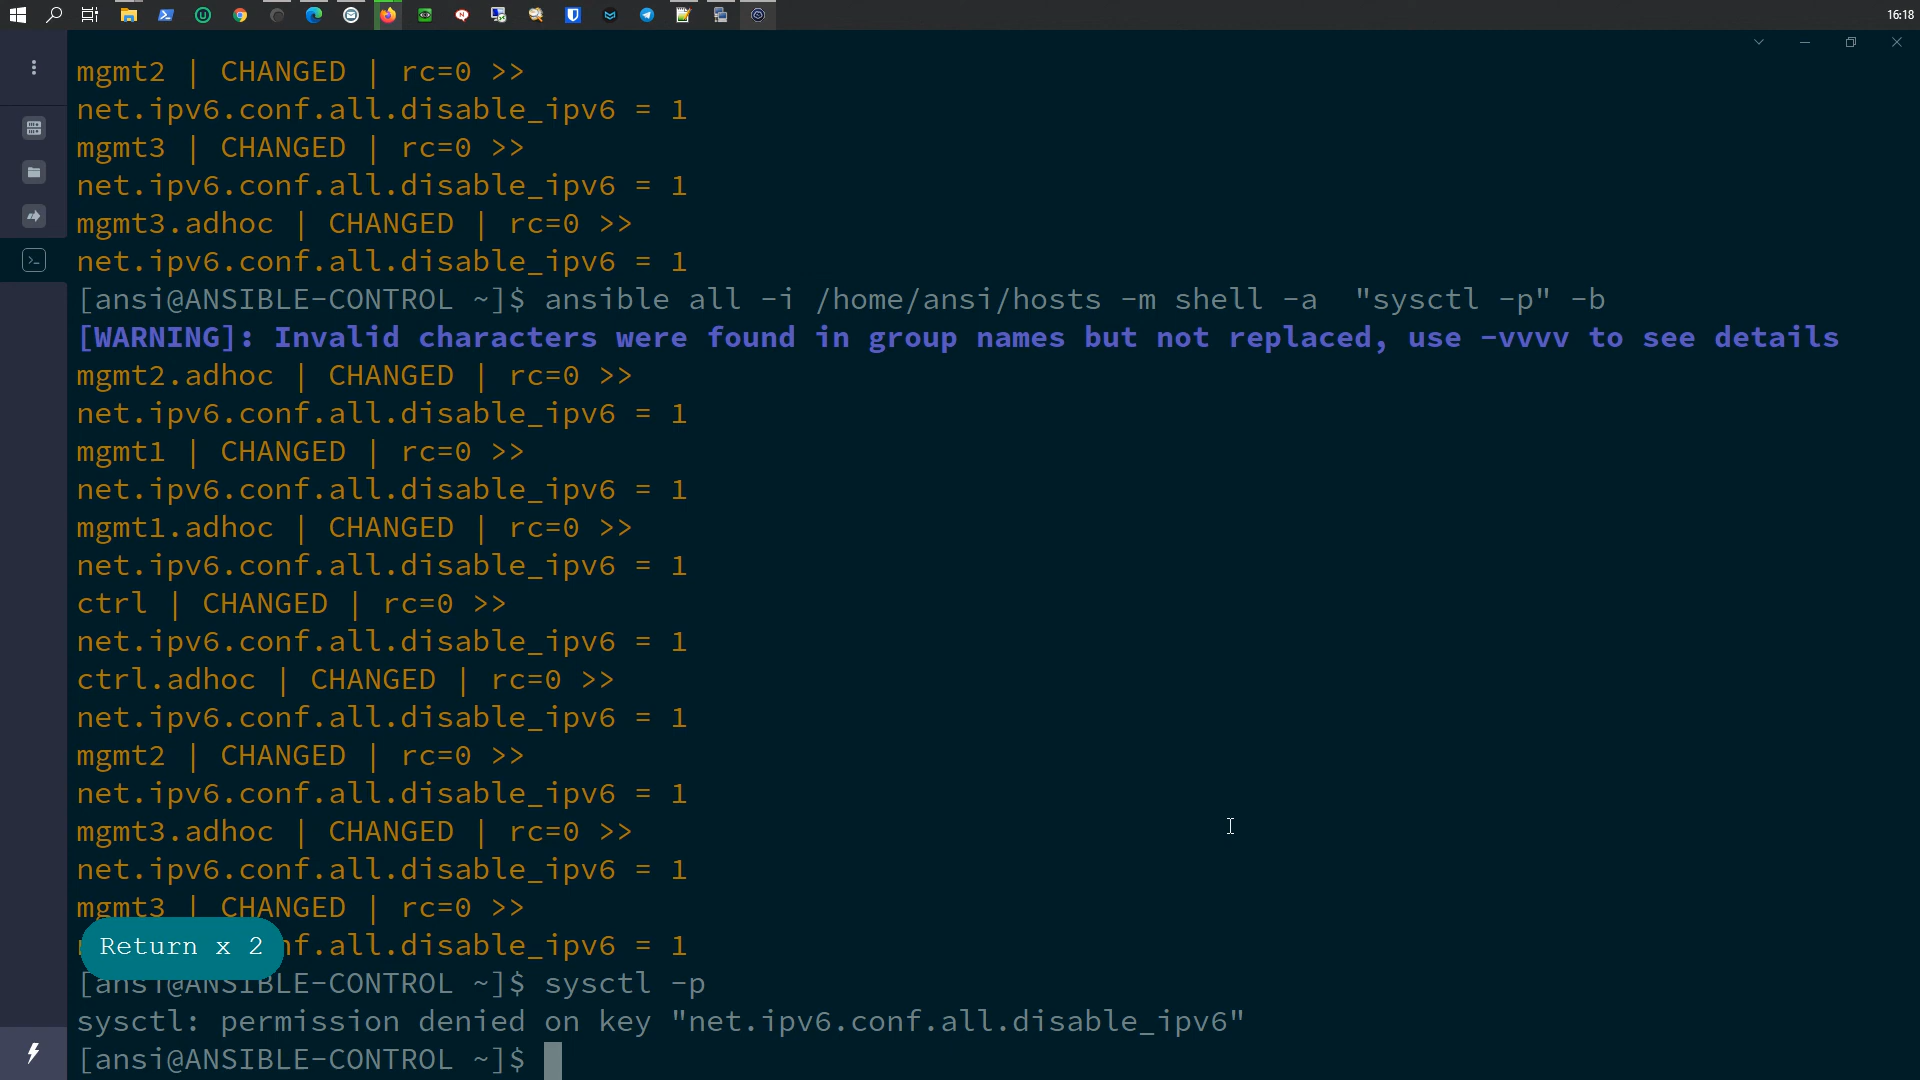 16:18
mgmt2 | CHANGED | rc=0 >>
net.ipv6.conf.all.disable_ipv6 = 1
mgmt3 | CHANGED | rc=0 >>
net.ipv6.conf.all.disable_ipv6 = 1
mgmt3.adhoc | CHANGED | rc=0 >>
net.ipv6.conf.all.disable_ipv6 = 1
[ansi@ANSIBLE-CONTROL ~]$ ansible all -i /home/ansi/hosts -m shell -a  "sysctl -p" -b
[WARNING]: Invalid characters were found in group names but not replaced, use -vvvv to see details
mgmt2.adhoc | CHANGED | rc=0 >>
net.ipv6.conf.all.disable_ipv6 = 1
mgmt1 | CHANGED | rc=0 >>
net.ipv6.conf.all.disable_ipv6 = 1
mgmt1.adhoc | CHANGED | rc=0 >>
net.ipv6.conf.all.disable_ipv6 = 1
ctrl | CHANGED | rc=0 >>
net.ipv6.conf.all.disable_ipv6 = 1
ctrl.adhoc | CHANGED | rc=0 >>
net.ipv6.conf.all.disable_ipv6 = 1
mgmt2 | CHANGED | rc=0 >>
net.ipv6.conf.all.disable_ipv6 = 1
mgmt3.adhoc | CHANGED | rc=0 >>
net.ipv6.conf.all.disable_ipv6 = 1
mgmt3 | CHANGED | rc=0 >>
Return x 2
nf.all.disable_ipv6 = 1
[ansi@ANSIBLE-CONTROL ~]$ sysctl -p
sysctl: permission denied on key "net.ipv6.conf.all.disable_ipv6"
[ansi@ANSIBLE-CONTROL ~]$